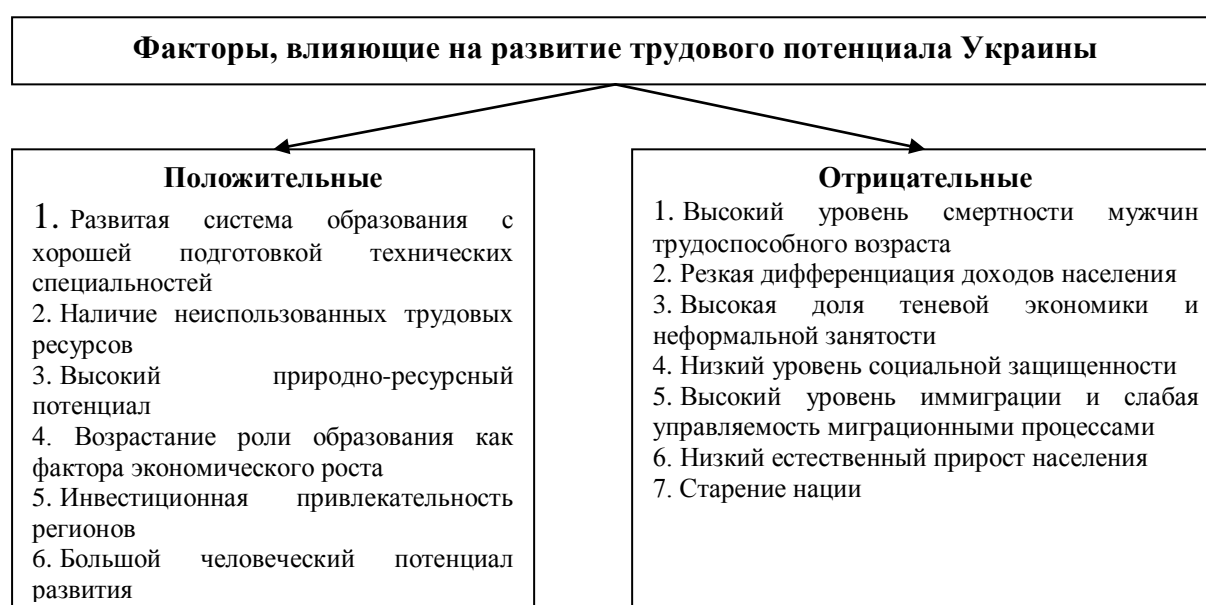 Факторы, влияющие на развитие трудового потенциала Украины
Положительные
1. Развитая система образования с
хорошей подготовкой технических
специальностей
2. Наличие неиспользованных трудовых
ресурсов
3. Высокий природно-ресурсный
потенциал
4. Возрастание роли образования как
фактора экономического роста
5. Инвестиционная привлекательность
регионов
6. Большой человеческий потенциал
развития
Отрицательные
1. Высокий уровень смертности мужчин
трудоспособного возраста
2. Резкая дифференциация доходов населения
3. Высокая доля теневой экономики и
неформальной занятости
4. Низкий уровень социальной защищенности
5. Высокий уровень иммиграции и слабая
управляемость миграционными процессами
6. Низкий естественный прирост населения
7. Старение нации